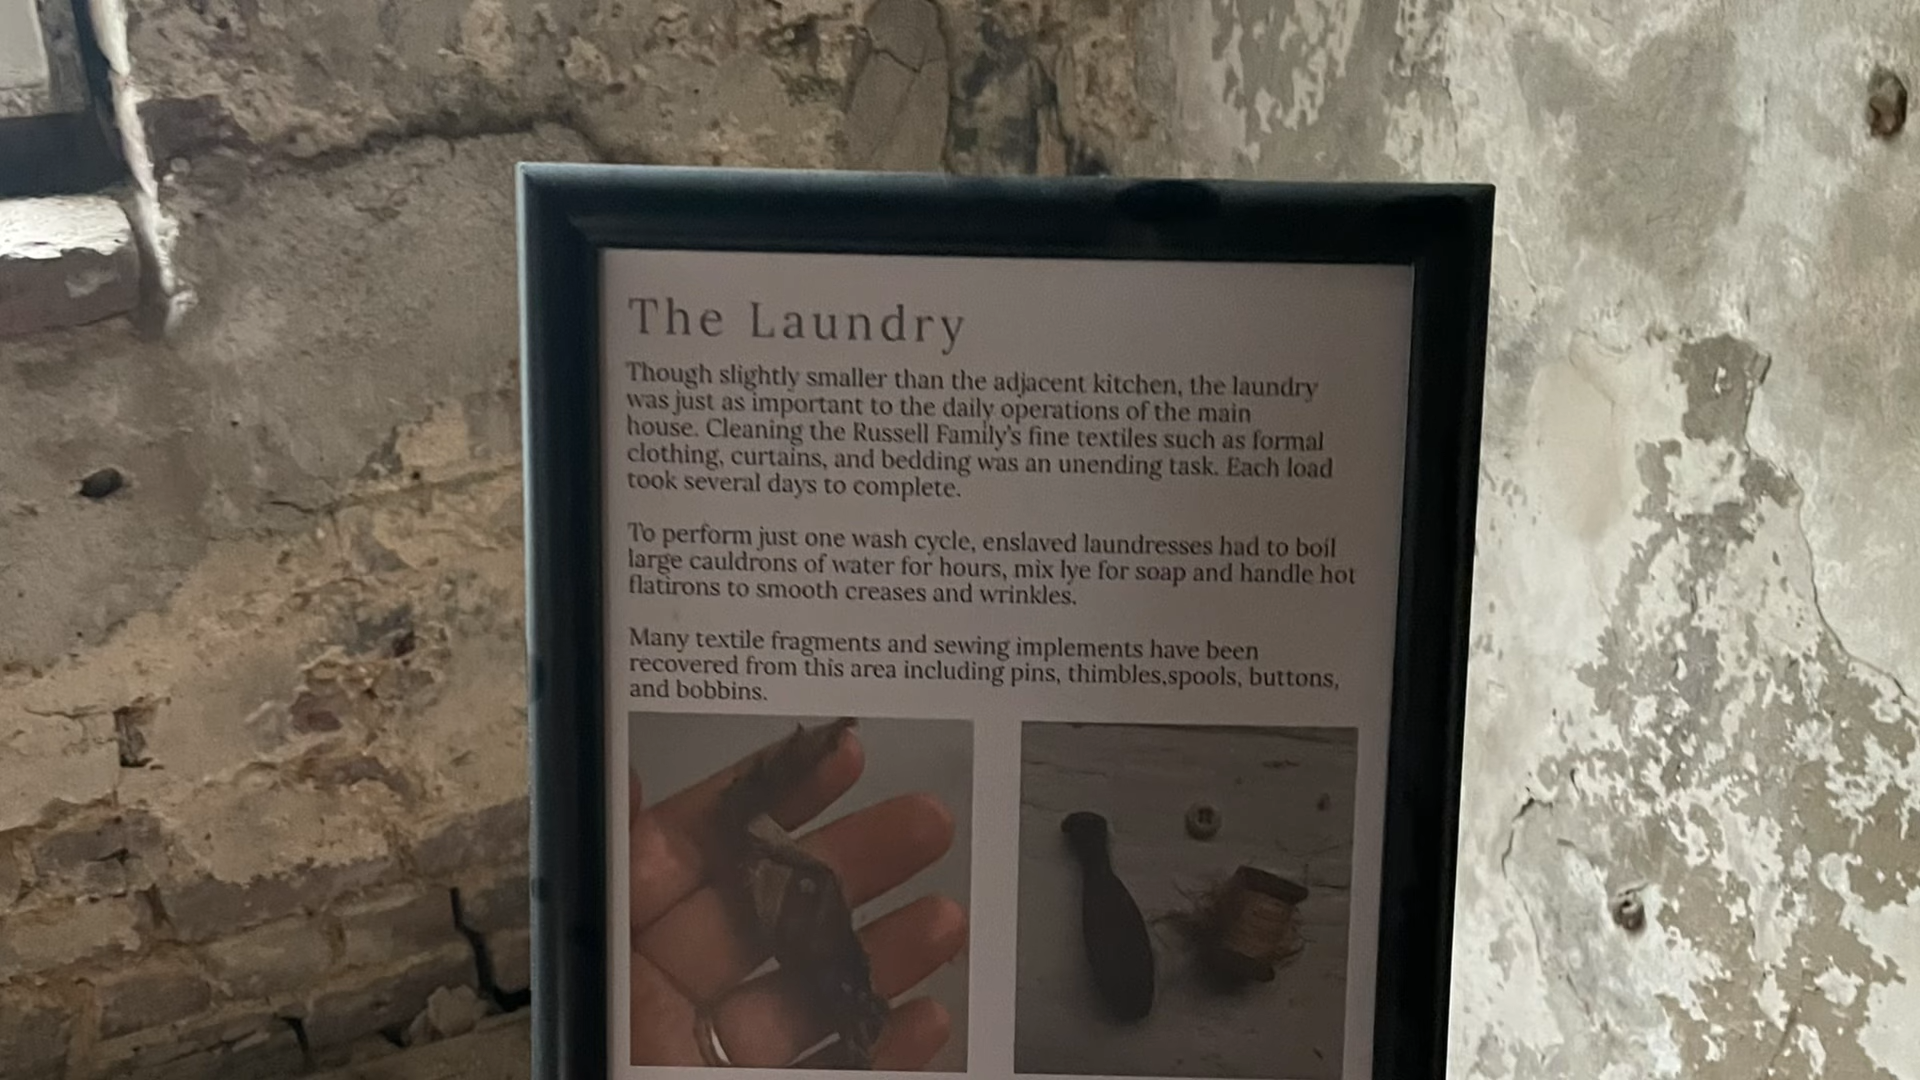 The Laundry
Though slightly smaller than the adjacent kitchen, the laundry
was just as important to the daily operations of the main
house. Cleaning the Russell Family's fine textiles such as formal
clothing, curtains, and bedding was an unending task. Each load
took several days to complete.
To perform just one wash cycle, enslaved laundresses had to boil
large cauldrons of water for hours, mix lye for soap and handle hot
flatirons to smooth creases and wrinkles.
Many textile fragments and sewing implements have been
recovered from this area including pins, thimbles,spools, buttons,
and bobbins.